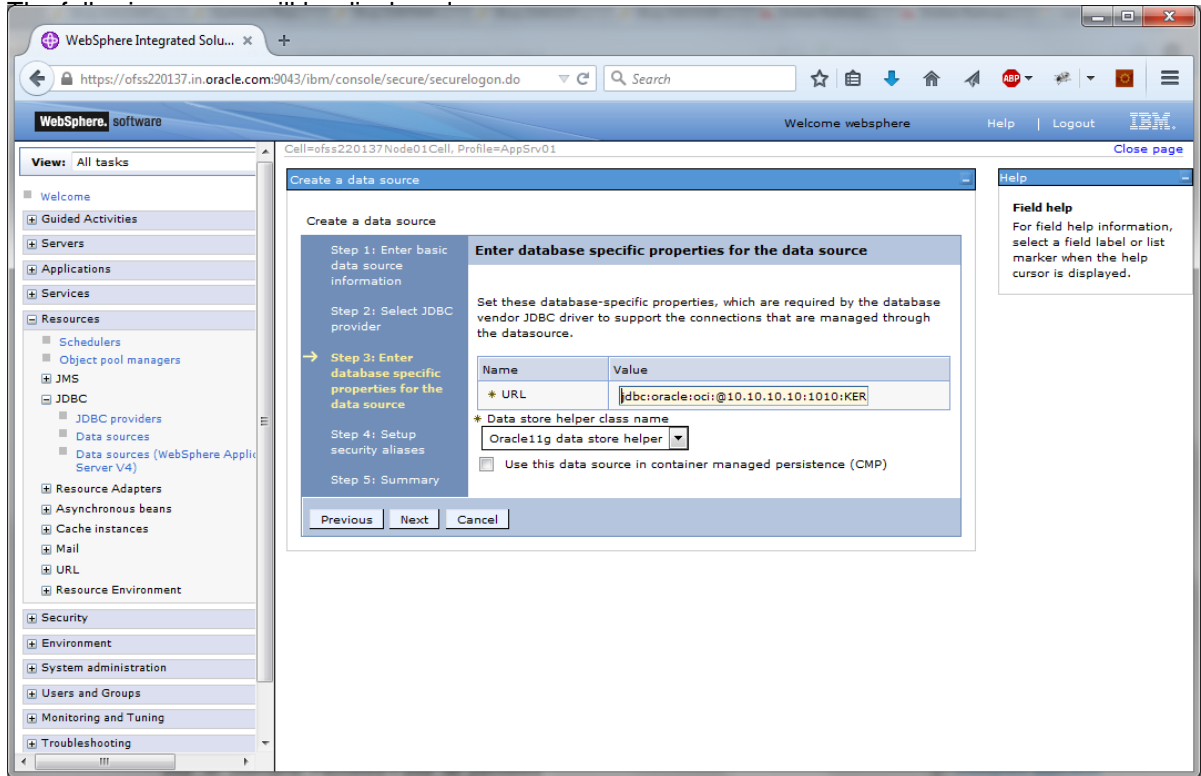 WebSphere Integrated Solu... ×
+
https://ofss220137.in.oracle.com:9043/ibm/console/secure/securelogon.do
Search
ABP
WebSphere. software
Welcome websphere
Help | Logout
IBM.
View: All tasks
Welcome
Guided Activities
Servers
Applications
Services
Resources
Schedulers
Object pool managers
JMS
JDBC
JDBC providers
Data sources
Data sources (WebSphere Applic
Server V4)
Resource Adapters
Asynchronous beans
Cache instances
Mail
URL
Resource Environment
Security
Environment
System administration
Users and Groups
Monitoring and Tuning
Troubleshooting
Cell=ofss220137Node01Cell, Profile=AppSrv01
Close page
Create a data source
Create a data source
Step 1: Enter basic
data source
information
Step 2: Select JDBC
provider
Step 3: Enter
database specific
properties for the
data source
Step 4: Setup
security aliases
Step 5: Summary
Enter database specific properties for the data source
Set these database-specific properties, which are required by the database
vendor JDBC driver to support the connections that are managed through
the datasource.
Name Value
* URL jdbc:oracle:oci:@10.10.10.10:1010:KER
* Data store helper class name
Oracle11g data store helper
Use this data source in container managed persistence (CMP)
Previous Next Cancel
Help
Field help
For field help information,
select a field label or list
marker when the help
cursor is displayed.